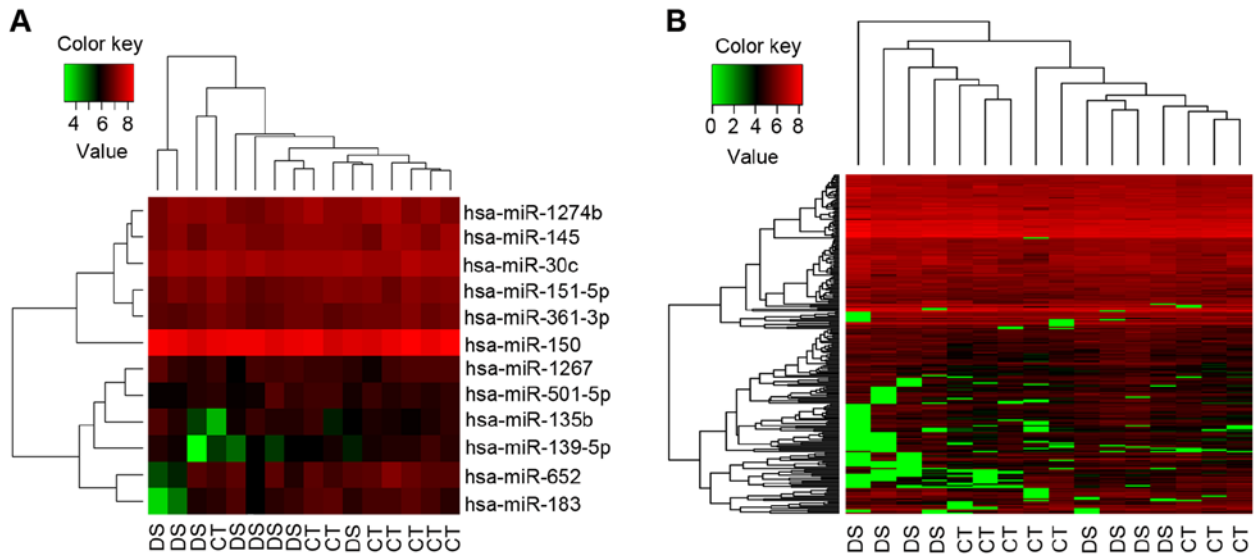 A
Color key
4 6 8
Value
hsa-miR-1274b
hsa-miR-145
hsa-miR-30c
hsa-miR-151-5p
hsa-miR-361-3p
hsa-miR-150
hsa-miR-1267
hsa-miR-501-5p
hsa-miR-135b
hsa-miR-139-5p
hsa-miR-652
hsa-miR-183
DS DS DS CT DS DS DS DS CT CT DS CT CT CT CT CT
B
Color key
0 2 4 6 8
Value
DS DS DS DS CT CT CT CT CT DS DS DS DS CT CT CT